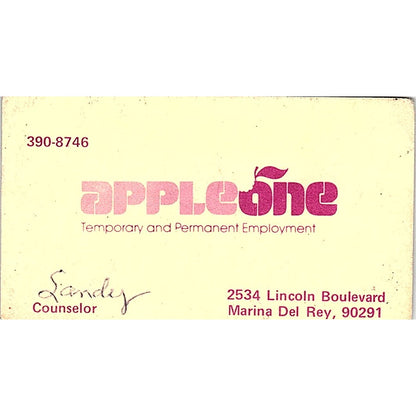 390-8746
appleone
Temporary and Permanent Employment
Sandy
Counselor
2534 Lincoln Boulevard
Marina Del Rey, 90291